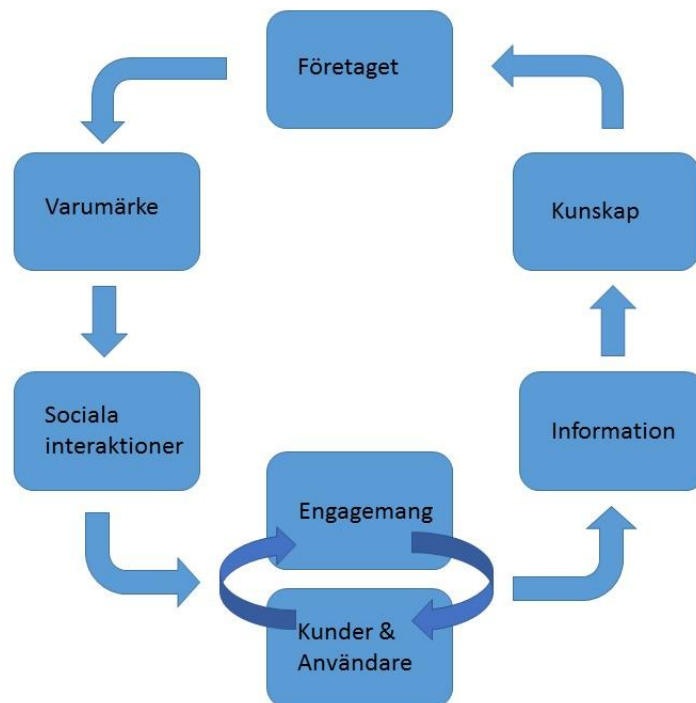 Företaget
Varumärke
Kunskap
Sociala
interaktioner
Information
Engagemang
Kunder &
Användare